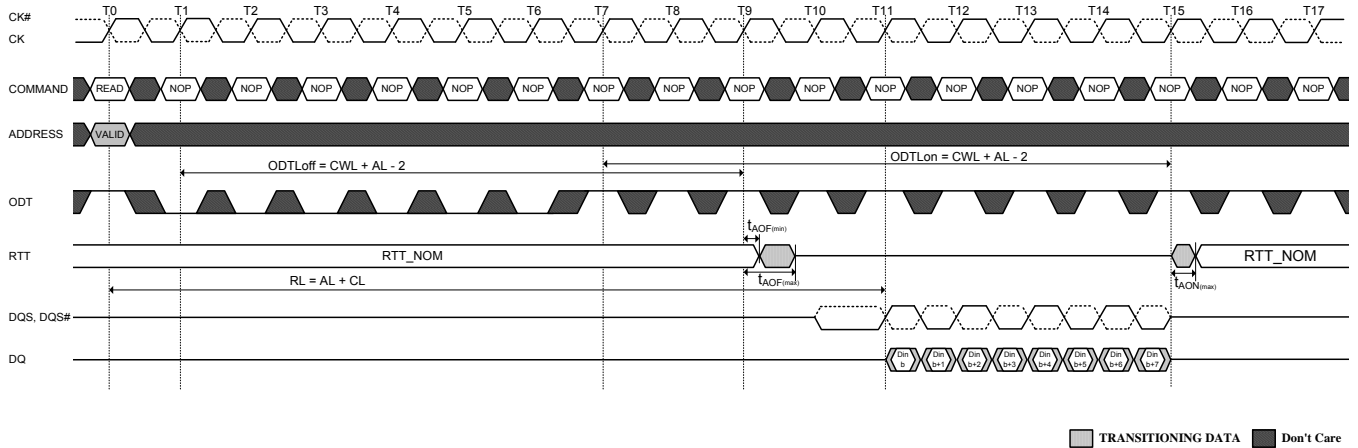 CK#
CK
T0 T1 T2 T3 T4 T5 T6 T7 T8 T9 T10 T11 T12 T13 T14 T15 T16 T17
COMMAND READ NOP NOP NOP NOP NOP NOP NOP NOP NOP NOP NOP NOP NOP NOP NOP NOP NOP
ADDRESS VALID
ODTLoff = CWL + AL - 2
ODTLon = CWL + AL - 2
ODT
tAOF(min)
RTT RTT_NOM RTT_NOM
tAOF(max)
tAON(max)
RL = AL + CL
DQS, DQS#
DQ Din b Din b+1 Din b+2 Din b+3 Din b+4 Din b+5 Din b+6 Din b+7
TRANSITIONING DATA Don't Care